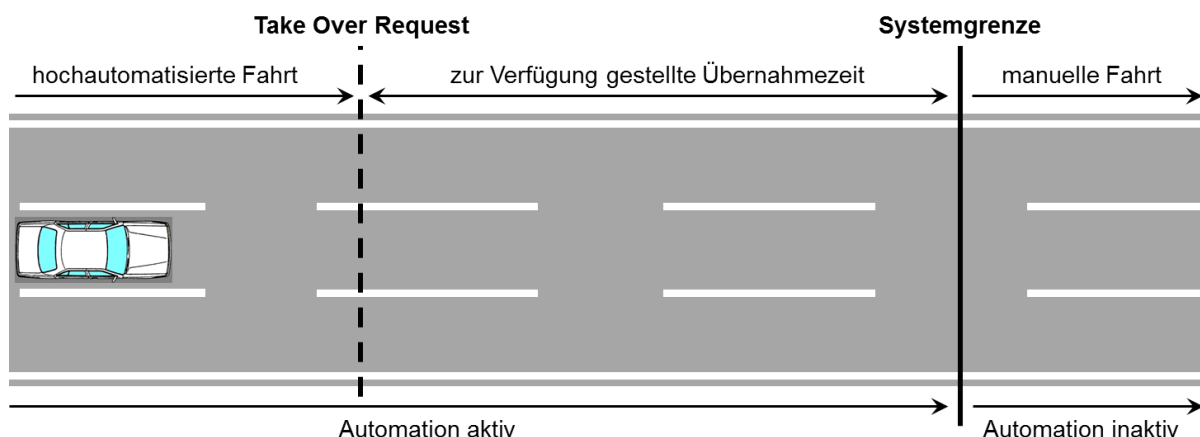 Take Over Request
Systemgrenze
hochautomatisierte Fahrt
zur Verfügung gestellte Übernahmezeit
manuelle Fahrt
Automation aktiv
Automation inaktiv